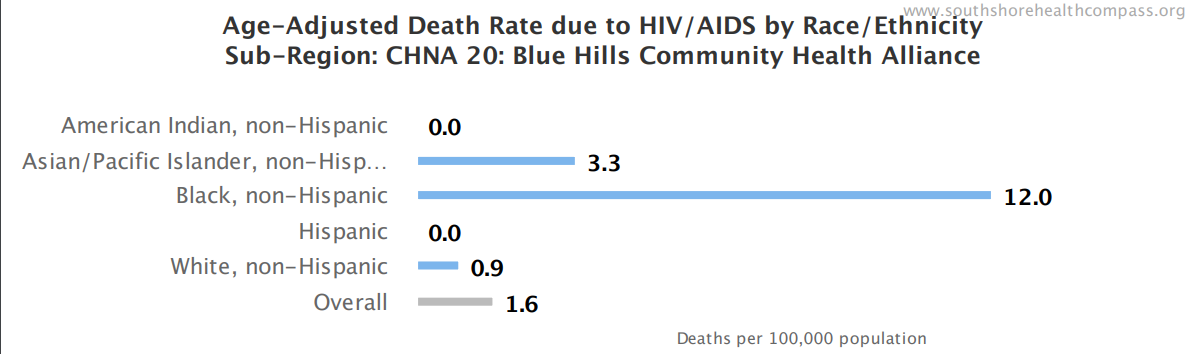 www.southshorehealthcompass.org
Age-Adjusted Death Rate due to HIV/AIDS by Race/Ethnicity
Sub-Region: CHNA 20: Blue Hills Community Health Alliance
American Indian, non-Hispanic 0.0
Asian/Pacific Islander, non-Hisp... 3.3
Black, non-Hispanic 12.0
Hispanic 0.0
White, non-Hispanic 0.9
Overall 1.6
Deaths per 100,000 population